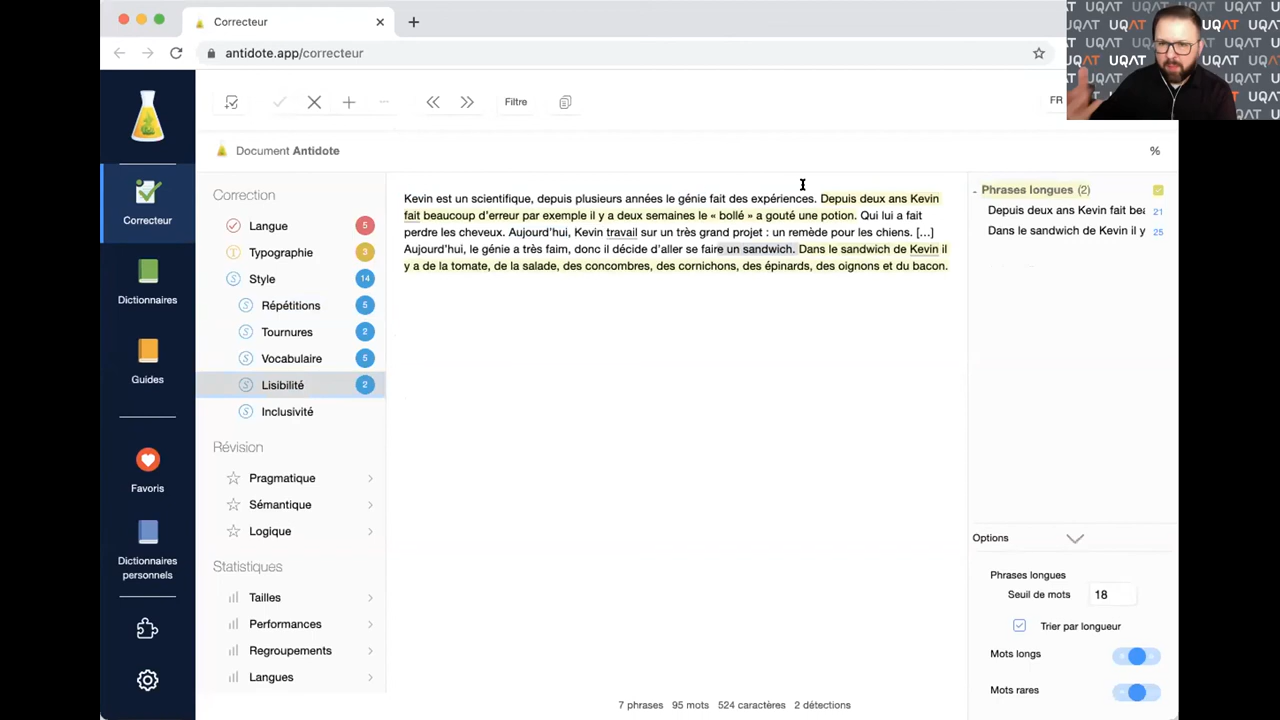 Correcteur
antidote.app/correcteur
UQAT UQAT UQAT
UQAT
UQAT
Filtre
FR
Document Antidote
%
Correcteur
Dictionnaires
Guides
Favoris
Dictionnaires
personnels
Correction
Langue 5
Typographie 3
Style 14
Répétitions 5
Tournures 2
Vocabulaire 5
Lisibilité 2
Inclusivité
Révision
Pragmatique
Sémantique
Logique
Statistiques
Tailles
Performances
Regroupements
Langues
Kevin est un scientifique, depuis plusieurs années le génie fait des expériences. Depuis deux ans Kevin
fait beaucoup d'erreur par exemple il y a deux semaines le « bollé » a gouté une potion. Qui lui a fait
perdre les cheveux. Aujourd'hui, Kevin travail sur un très grand projet : un remède pour les chiens. [...]
Aujourd'hui, le génie a très faim, donc il décide d'aller se faire un sandwich. Dans le sandwich de Kevin il
y a de la tomate, de la salade, des concombres, des cornichons, des épinards, des oignons et du bacon.
Phrases longues (2)
Depuis deux ans Kevin fait bea 21
Dans le sandwich de Kevin il y 25
Options
Phrases longues
Seuil de mots 18
Trier par longueur
Mots longs
Mots rares
7 phrases 95 mots 524 caractères 2 détections